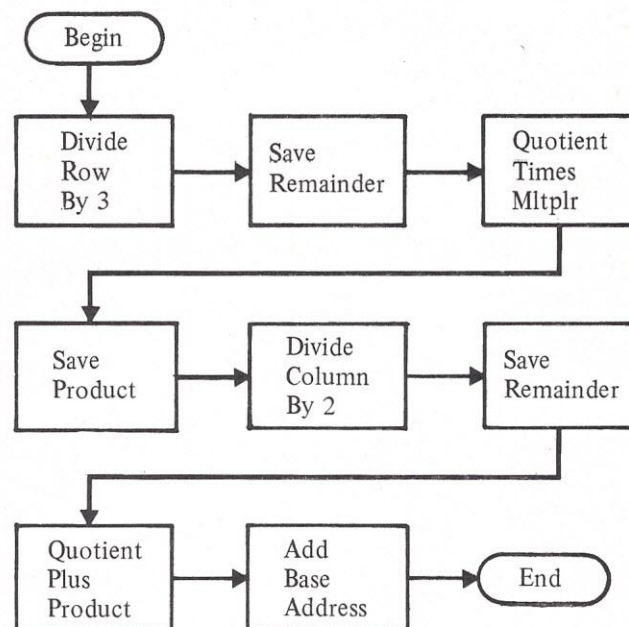 Begin
Divide
Row
By 3
Save
Remainder
Quotient
Times
Mltplr
Save
Product
Divide
Column
By 2
Save
Remainder
Quotient
Plus
Product
Add
Base
Address
End